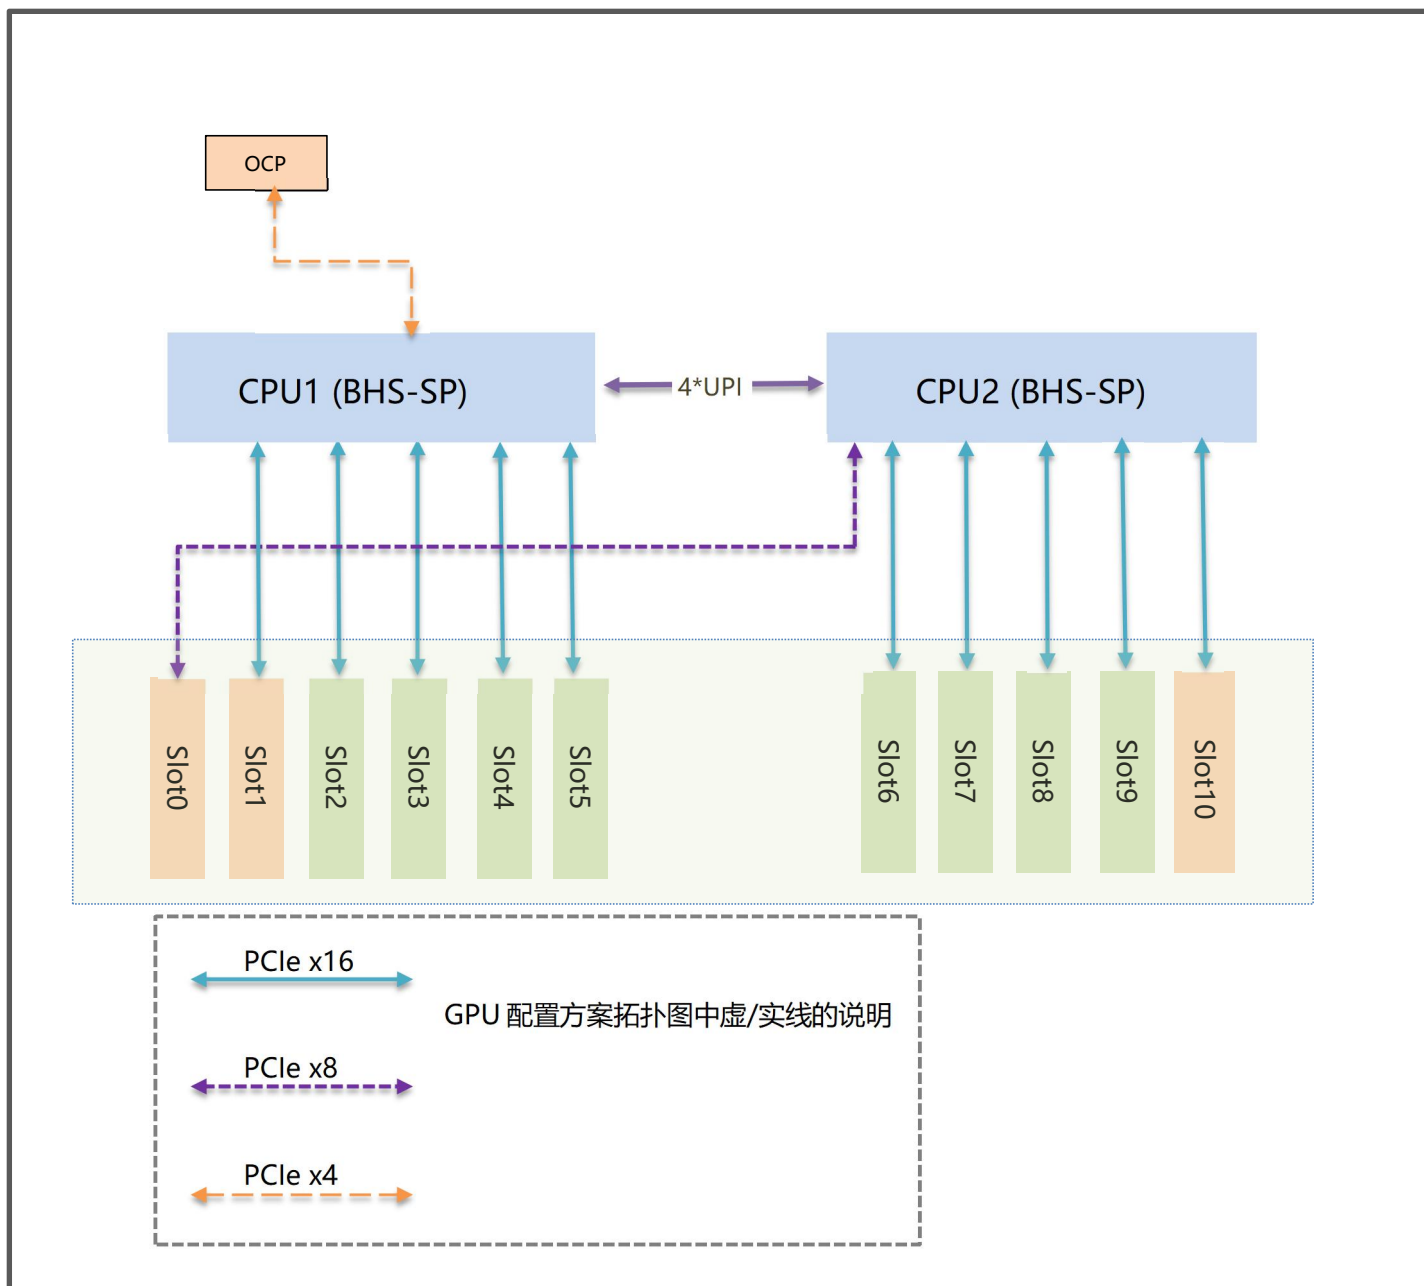 OCP
CPU1 (BHS-SP)
4*UPI
CPU2 (BHS-SP)
Slot0
Slot1
Slot2
Slot3
Slot4
Slot5
Slot6
Slot7
Slot8
Slot9
Slot10
PCIe x16
GPU 配置方案拓扑图中虚/实线的说明
PCIe x8
PCIe x4